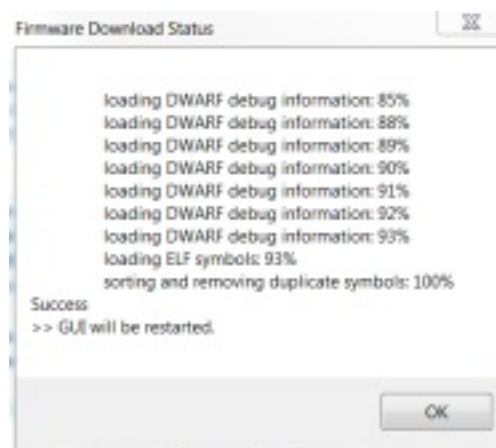 Firmware Download Status
loading DWARF debug information: 85%
loading DWARF debug information: 88%
loading DWARF debug information: 89%
loading DWARF debug information: 90%
loading DWARF debug information: 91%
loading DWARF debug information: 92%
loading DWARF debug information: 93%
loading ELF symbols: 93%
sorting and removing duplicate symbols: 100%
Success
>> GUI will be restarted.
OK